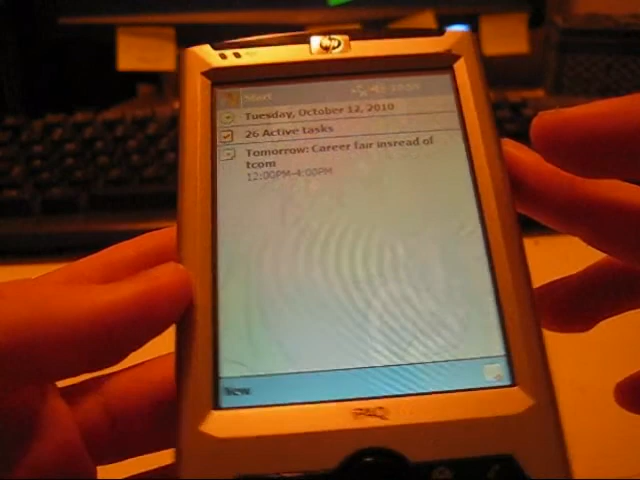 hp
Start
Tuesday, October 12, 2010
26 Active tasks
Tomorrow: Career fair insread of
tcom
12:00PM-4:00PM
New
iPAQ